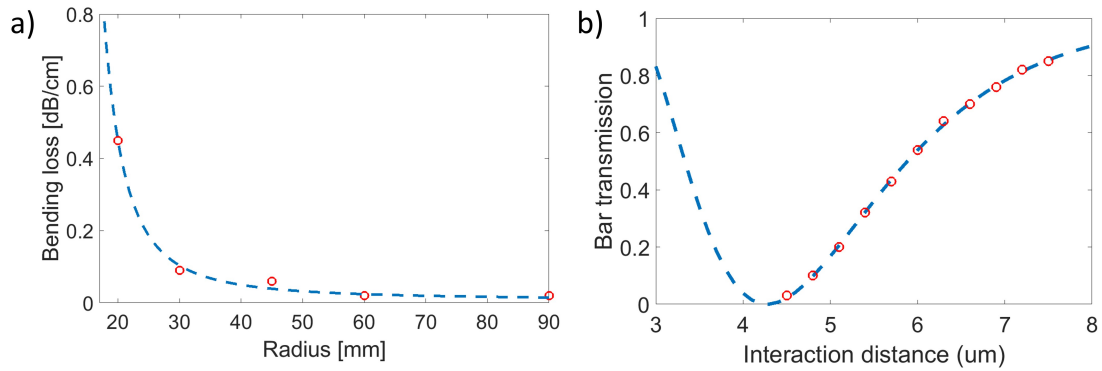 a)
Bending loss [dB/cm]
0.8
0.6
0.4
0.2
0
20 30 40 50 60 70 80 90
Radius [mm]
b)
Bar transmission
1
0.8
0.6
0.4
0.2
0
3 4 5 6 7 8
Interaction distance (um)